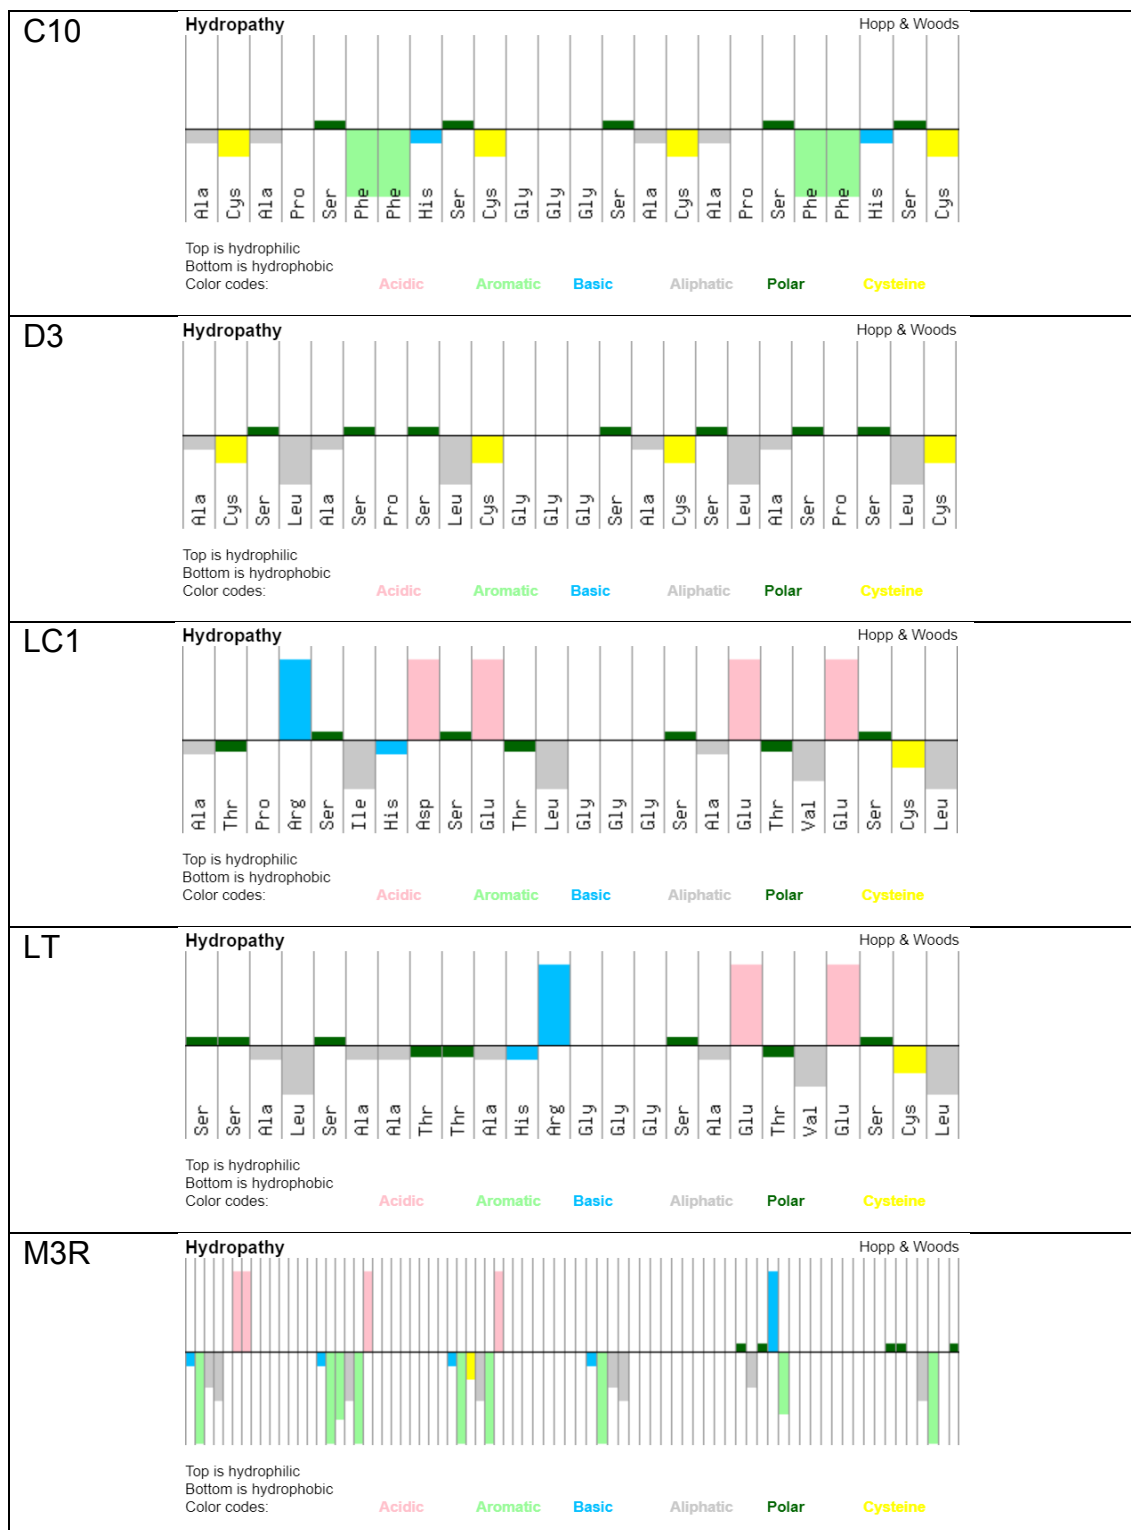 C10
Hydropathy Hopp & Woods
Ala Cys Ala Pro Ser Phe Phe His Ser Cys Gly Gly Gly Ser Ala Cys Ala Pro Ser Phe Phe His Ser Cys
Top is hydrophilic
Bottom is hydrophobic
Color codes: Acidic Aromatic Basic Aliphatic Polar Cysteine
D3
Hydropathy Hopp & Woods
Ala Cys Ser Leu Ala Ser Pro Ser Leu Cys Gly Gly Gly Ser Ala Cys Ser Leu Ala Ser Pro Ser Leu Cys
Top is hydrophilic
Bottom is hydrophobic
Color codes: Acidic Aromatic Basic Aliphatic Polar Cysteine
LC1
Hydropathy Hopp & Woods
Ala Thr Pro Arg Ser Ile His Asp Ser Glu Thr Leu Gly Gly Gly Ser Ala Glu Thr Val Glu Ser Cys Leu
Top is hydrophilic
Bottom is hydrophobic
Color codes: Acidic Aromatic Basic Aliphatic Polar Cysteine
LT
Hydropathy Hopp & Woods
Ser Ser Ala Leu Ser Ala Ala Thr Thr Ala His Arg Gly Gly Gly Ser Ala Glu Thr Val Glu Ser Cys Leu
Top is hydrophilic
Bottom is hydrophobic
Color codes: Acidic Aromatic Basic Aliphatic Polar Cysteine
M3R
Hydropathy Hopp & Woods
Top is hydrophilic
Bottom is hydrophobic
Color codes: Acidic Aromatic Basic Aliphatic Polar Cysteine